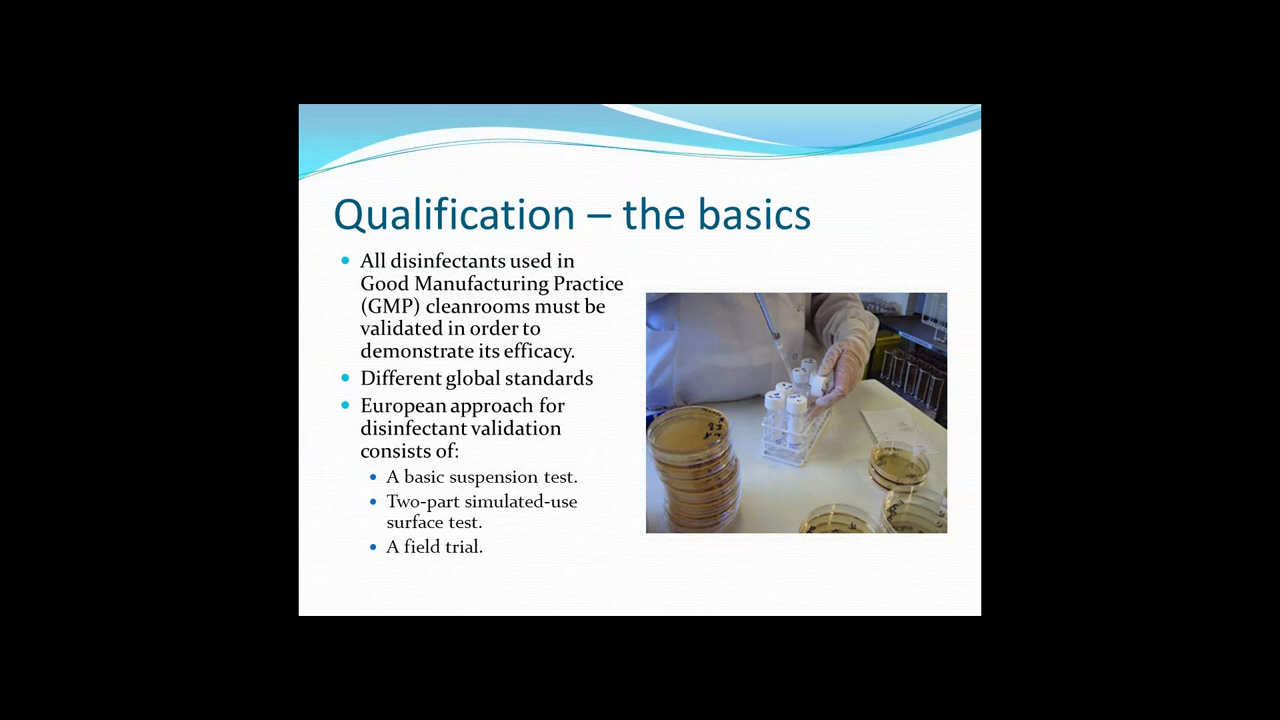 Qualification – the basics
• All disinfectants used in
Good Manufacturing Practice
(GMP) cleanrooms must be
validated in order to
demonstrate its efficacy.
• Different global standards
• European approach for
disinfectant validation
consists of:
• A basic suspension test.
• Two-part simulated-use
surface test.
• A field trial.